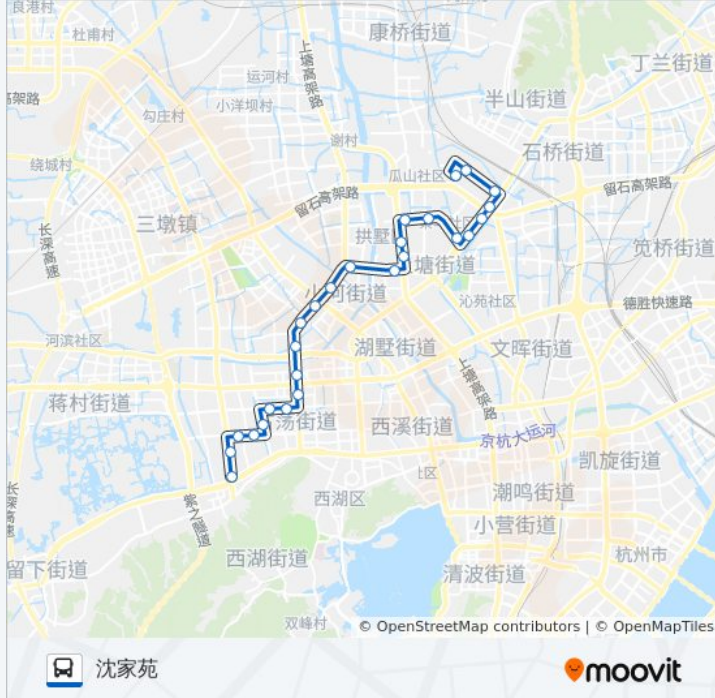 良港村
杜甫村
康桥街道
丁兰街道
上塘高架路
运河村
小洋坝村
半山街道
高架路
勾庄村
谢村
石桥街道
绕城村
瓜山社区
留石高架路
留石高架路
三墩镇
拱墅
长深高速
笕桥街道
塘街道
小河街道
沁苑社区
德胜快速路
河滨社区
湖墅街道
文晖街道
上塘高架路
蒋村街道
荡街道
西溪街道
京杭大运河
凯旋街道
长深高速
紫之隧道
西湖区
潮鸣街道
小营街道
杭州市
留下街道
西湖街道
清波街道
双峰村
© OpenStreetMap contributors | © OpenMapTiles
沈家苑
moovit